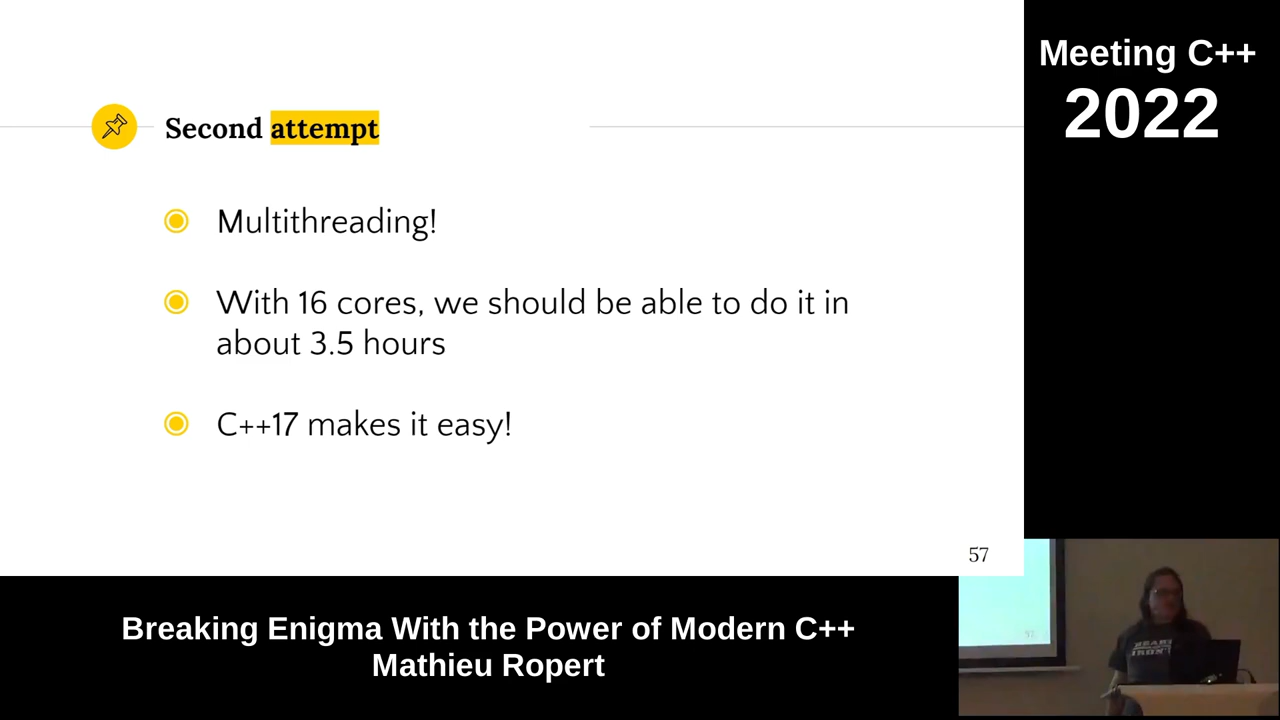 Meeting C++
2022
Second attempt
Multithreading!
With 16 cores, we should be able to do it in
about 3.5 hours
C++17 makes it easy!
57
Breaking Enigma With the Power of Modern C++
Mathieu Ropert